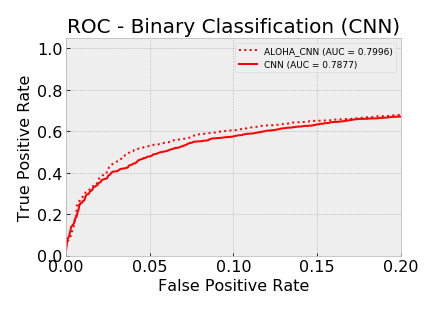 ROC - Binary Classification (CNN)
ALOHA_CNN (AUC = 0.7996)
CNN (AUC = 0.7877)
True Positive Rate
1.0
0.8
0.6
0.4
0.2
0.0
0.00 0.05 0.10 0.15 0.20
False Positive Rate